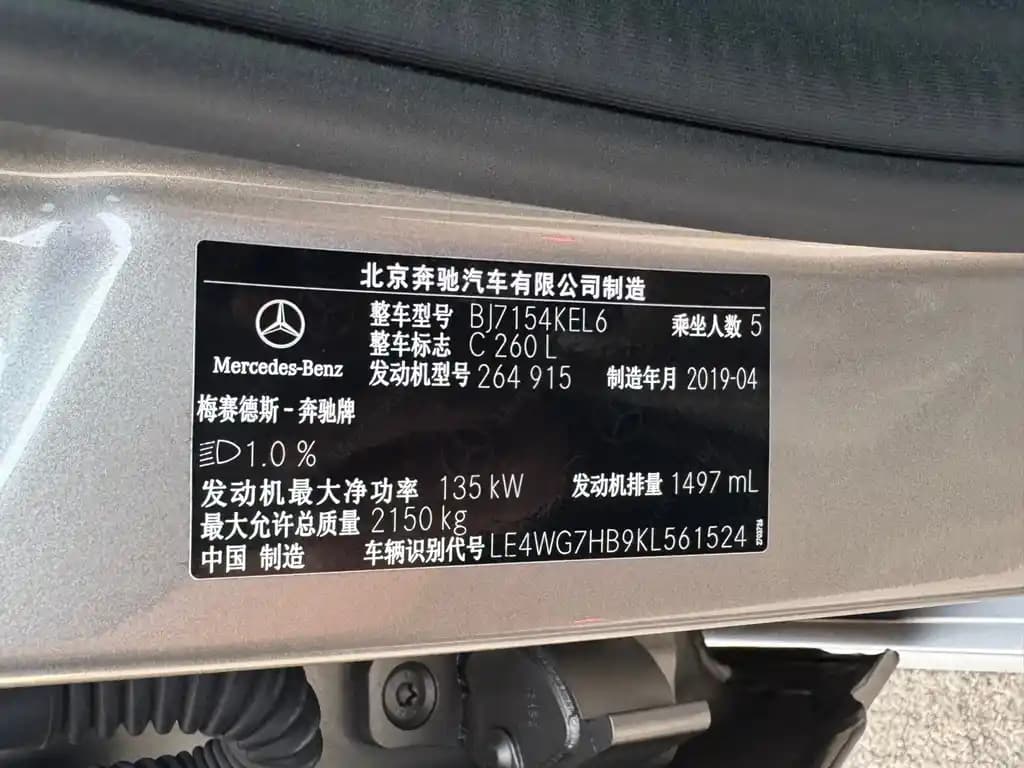 北京奔驰汽车有限公司制造
整车型号 BJ7154KEL6 乘坐人数 5
整车标志 C 260 L
Mercedes-Benz
发动机型号 264 915 制造年月 2019-04
梅赛德斯-奔驰牌
1.0 %
发动机最大净功率 135 kW 发动机排量 1497 mL
最大允许总质量 2150 kg
中国 制造 车辆识别代号 LE4WG7HB9KL561524